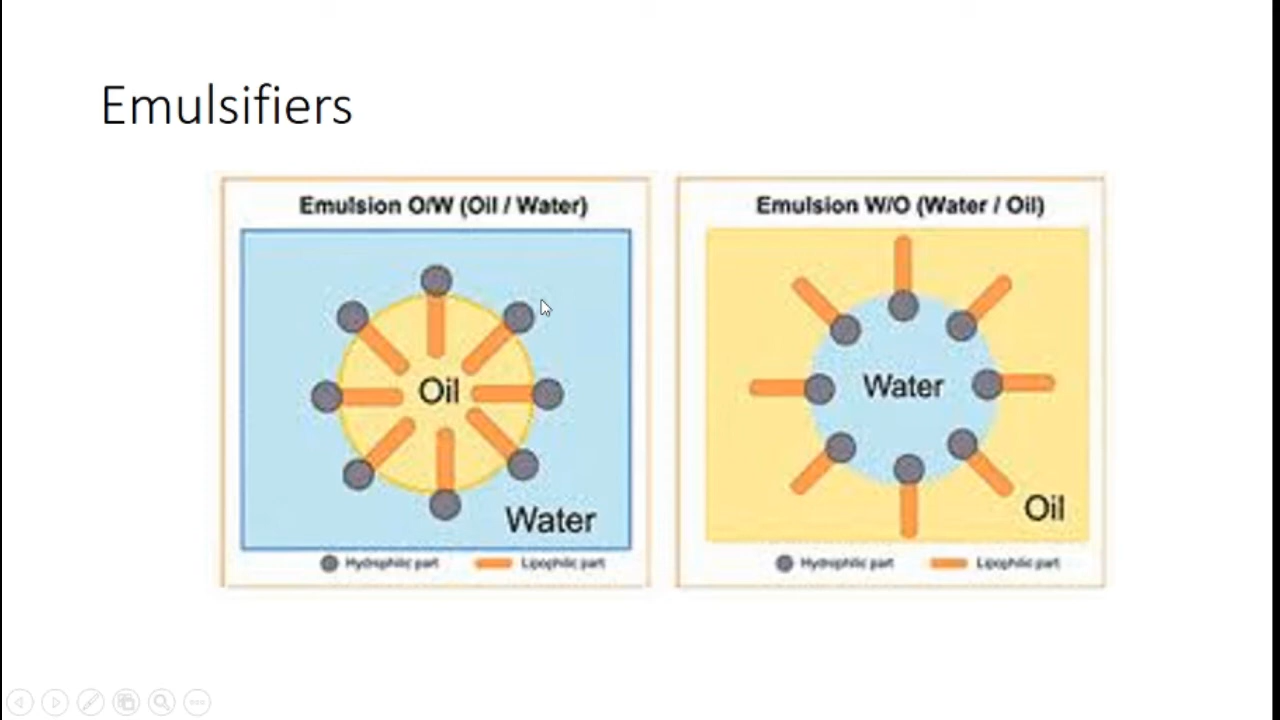 Emulsifiers
Emulsion O/W (Oil / Water)
Oil
Water
Hydrophilic part
Lipophilic part
Emulsion W/O (Water / Oil)
Water
Oil
Hydrophilic part
Lipophilic part